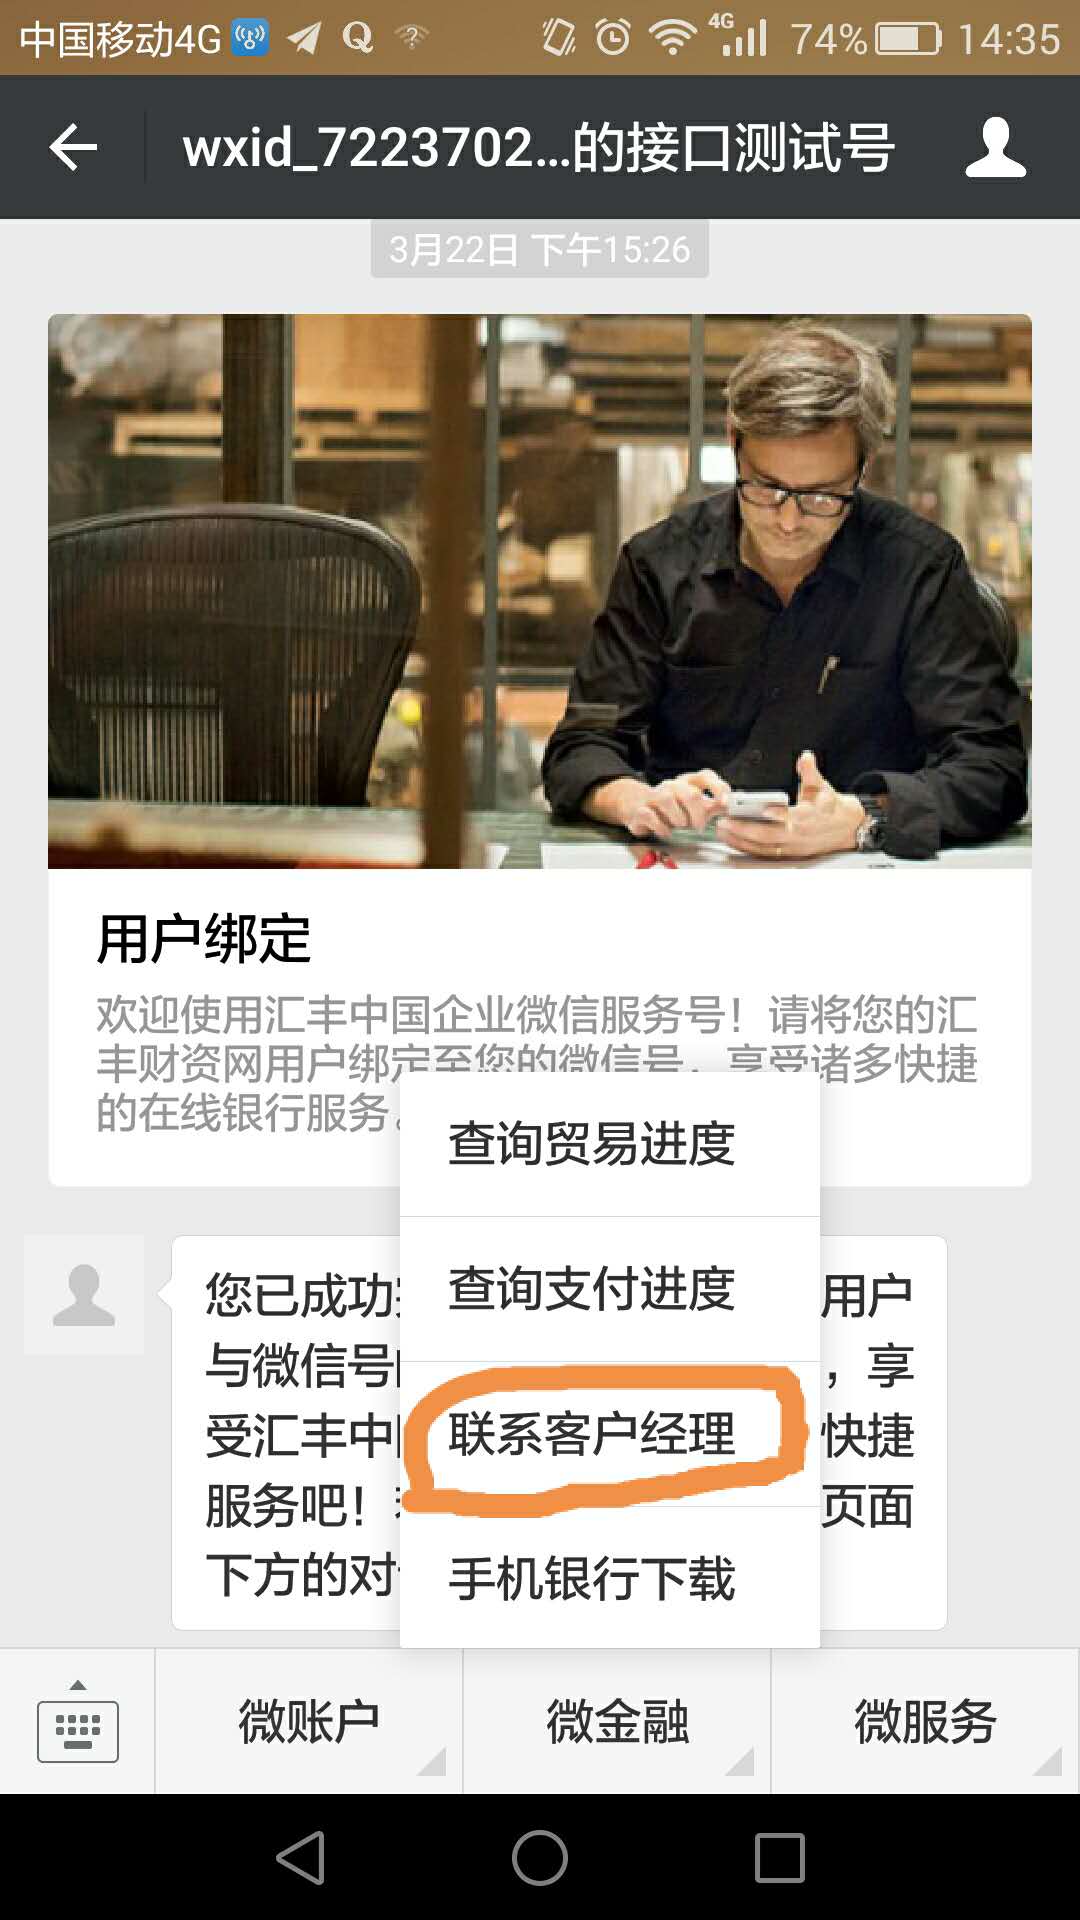 中国移动4G
4G
74%
14:35
wxid_7223702...的接口测试号
3月22日 下午15:26
用户绑定
欢迎使用汇丰中国企业微信服务号！请将您的汇
丰财资网用户绑定至您的微信号，享受诸多快捷
的在线银行服务。
查询贸易进度
查询支付进度
联系客户经理
手机银行下载
您已成功 用户
与微信号 ，享
受汇丰中 快捷
服务吧！ 页面
下方的对
微账户
微金融
微服务